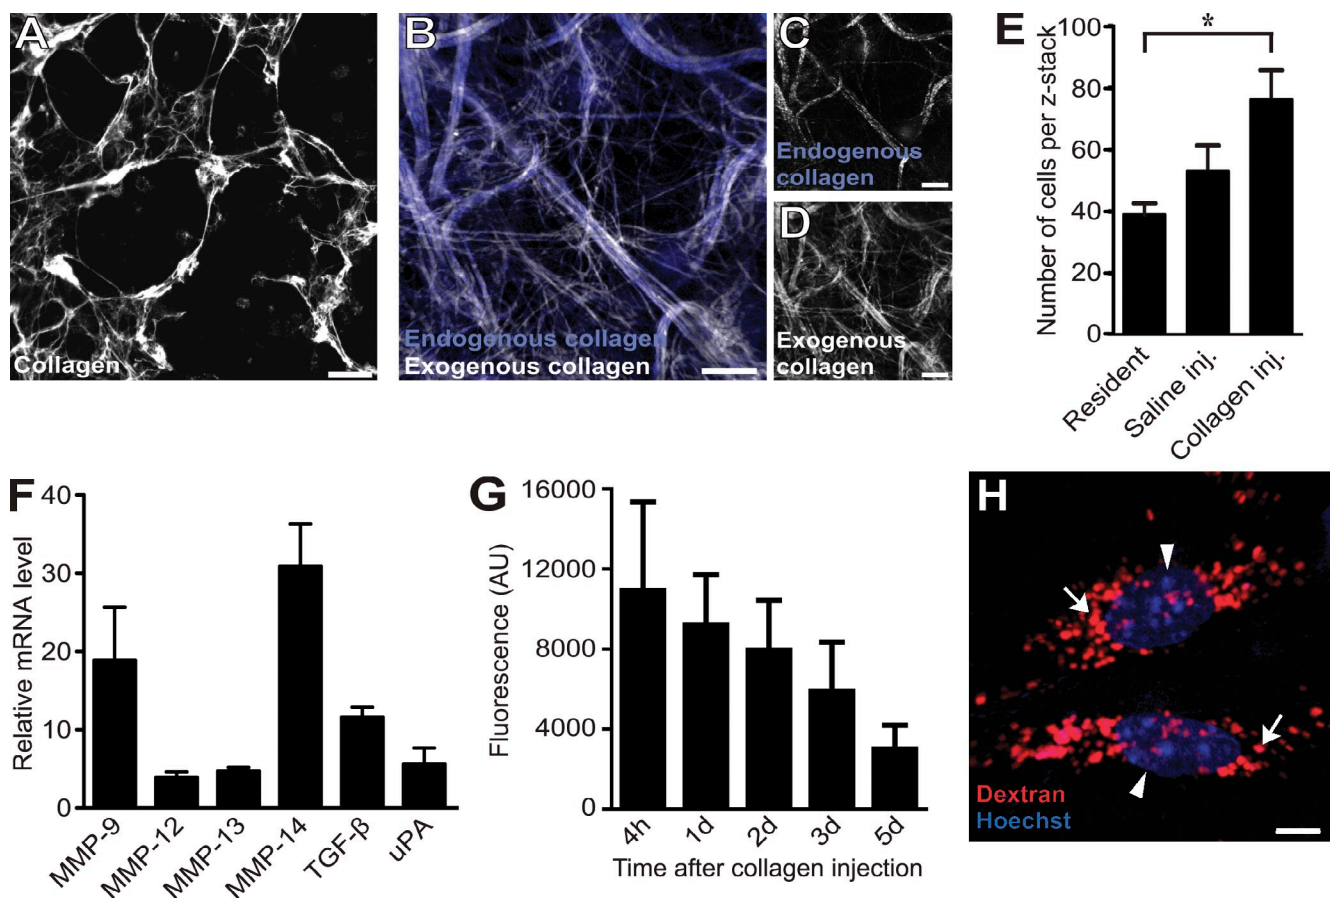 A
Collagen
B
Endogenous collagen
Exogenous collagen
C
Endogenous
collagen
D
Exogenous
collagen
E
Number of cells per z-stack
100
80
60
40
20
0
*
Resident
Saline inj.
Collagen inj.
F
Relative mRNA level
40
30
20
10
0
MMP-9
MMP-12
MMP-13
MMP-14
TGF-β
uPA
G
Fluorescence (AU)
16000
12000
8000
4000
0
4h
1d
2d
3d
5d
Time after collagen injection
H
Dextran
Hoechst